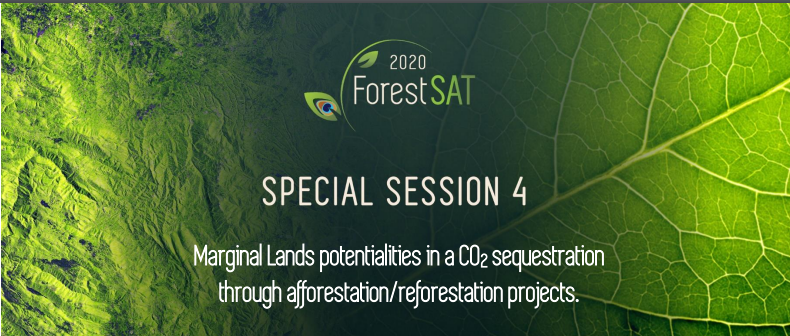 2020
ForestSAT
SPECIAL SESSION 4
Marginal Lands potentialities in a CO₂ sequestration
through afforestation/reforestation projects.